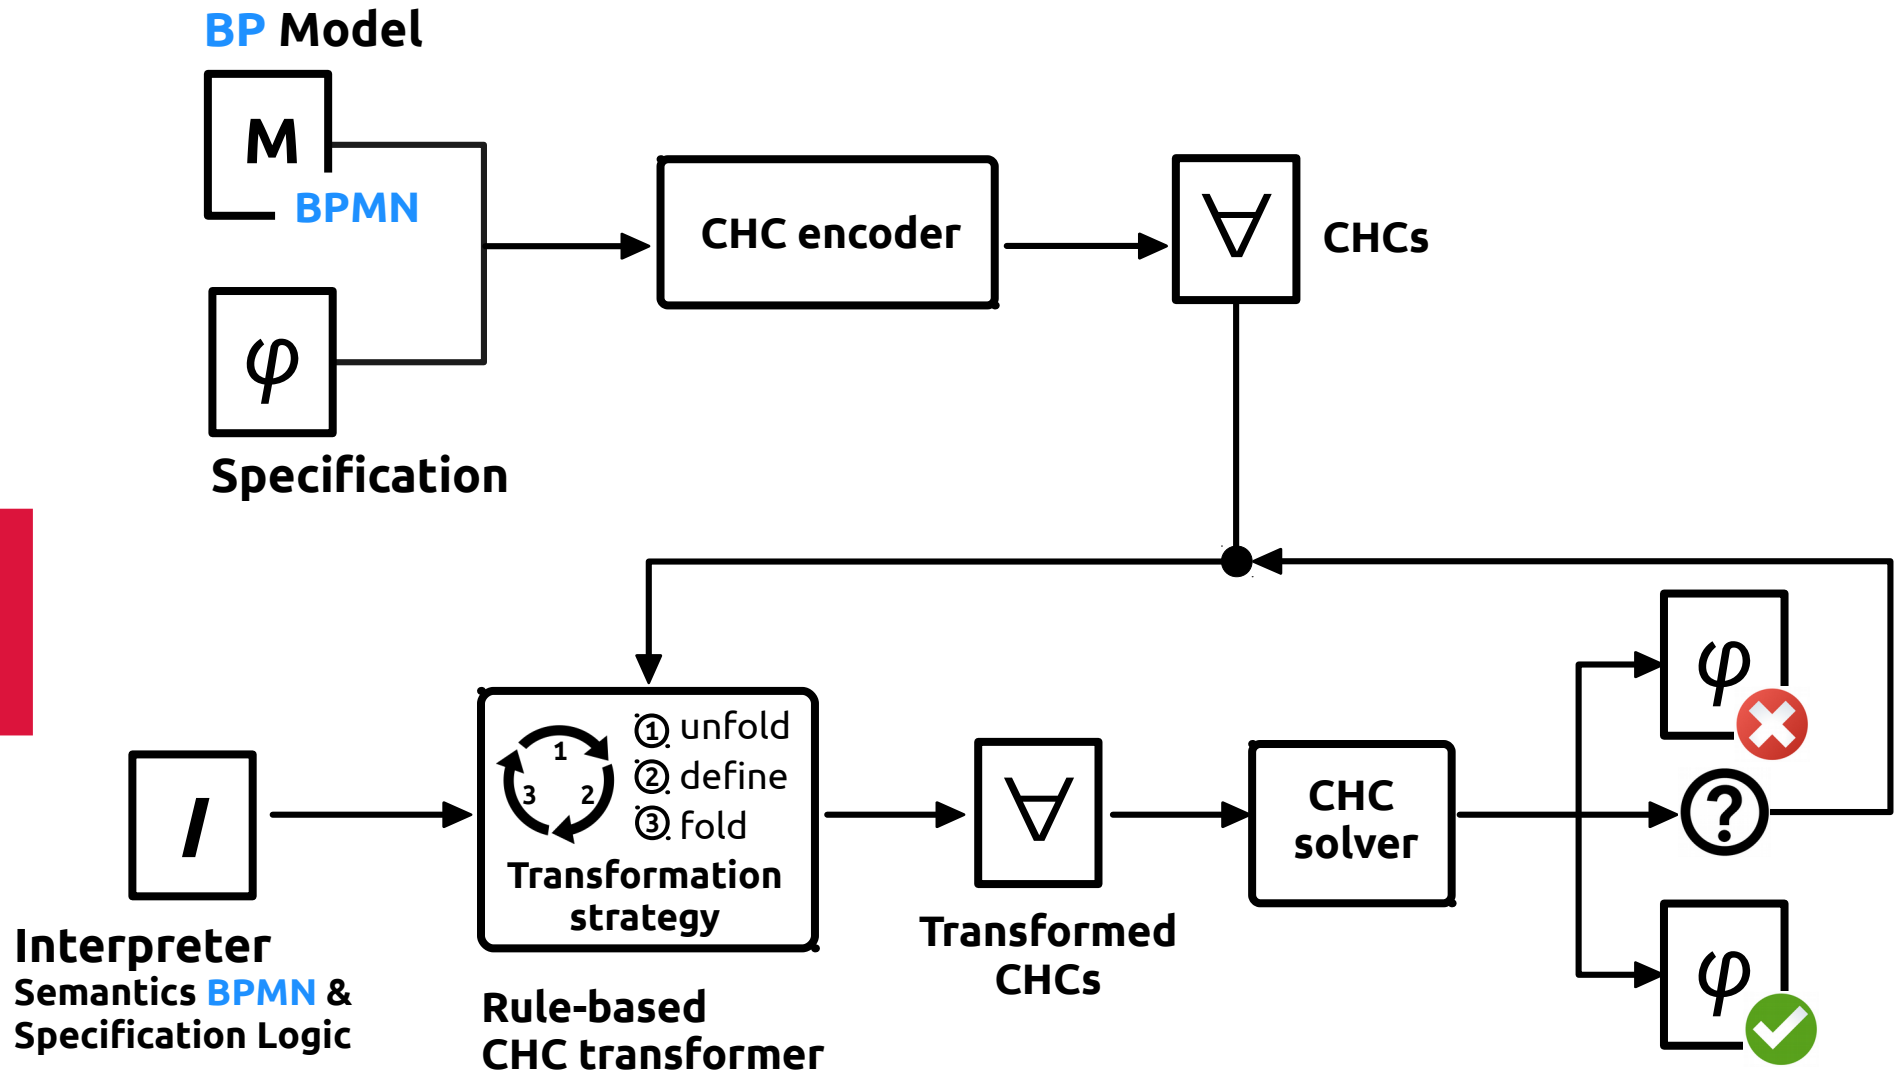 BP Model
M
BPMN
φ
Specification
CHC encoder
∀
CHCs
I
Interpreter
Semantics BPMN &
Specification Logic
1
2
3
1 unfold
2 define
3 fold
Transformation
strategy
Rule-based
CHC transformer
∀
Transformed
CHCs
CHC
solver
φ
?
φ